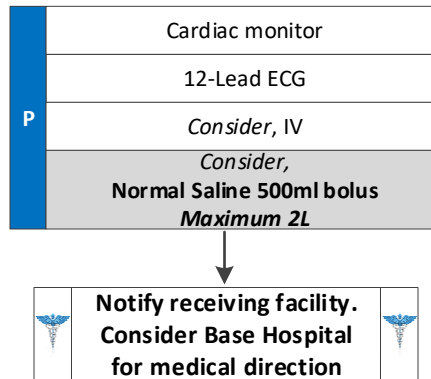 P
Cardiac monitor
12-Lead ECG
Consider, IV
Consider,
Normal Saline 500ml bolus
Maximum 2L
Notify receiving facility.
Consider Base Hospital
for medical direction